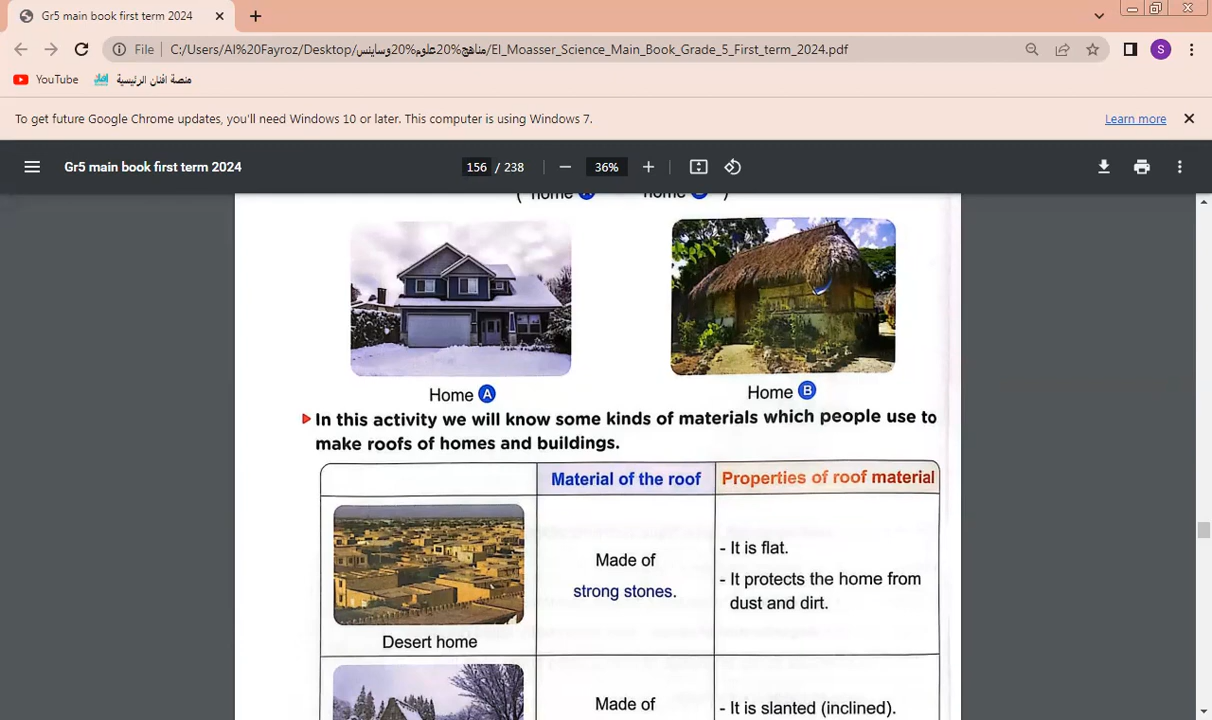 Gr5 main book first term 2024
File
C:/Users/Al%20Fayroz/Desktop/مناهج%20علوم%20وساينس/El_Moasser_Science_Main_Book_Grade_5_First_term_2024.pdf
S
YouTube
منصة افنان الرئيسية
To get future Google Chrome updates, you'll need Windows 10 or later. This computer is using Windows 7.
Learn more
Gr5 main book first term 2024
156 / 238
36%
( home A home B )
Home A
Home B
In this activity we will know some kinds of materials which people use to
make roofs of homes and buildings.
Material of the roof
Properties of roof material
Desert home
Made of
strong stones.
- It is flat.
- It protects the home from
dust and dirt.
Made of
- It is slanted (inclined).